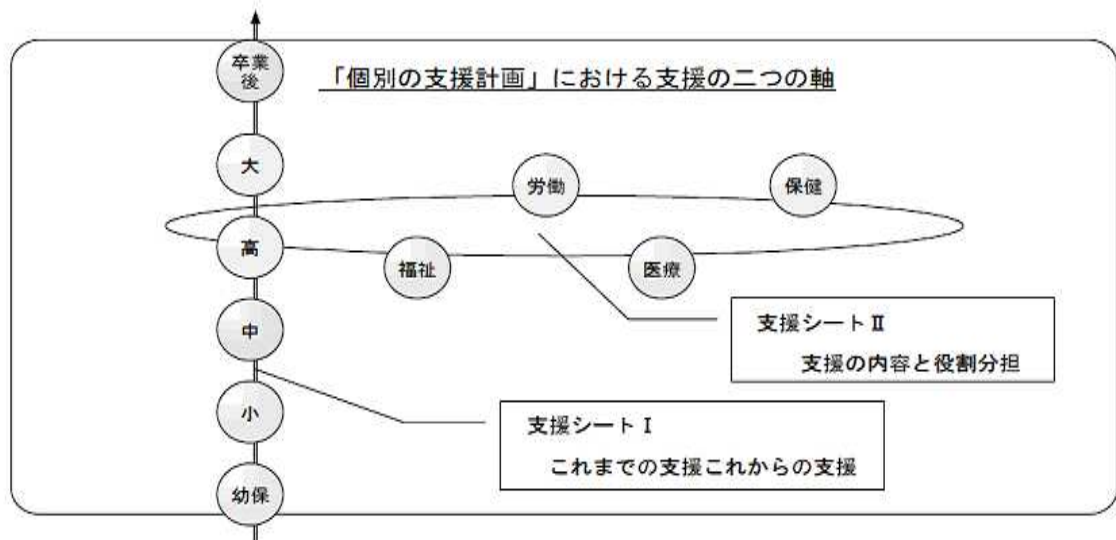 卒業
後
「個別の支援計画」における支援の二つの軸
大
労働
保健
高
福祉
医療
中
支援シートⅡ
支援の内容と役割分担
小
支援シートⅠ
これまでの支援これからの支援
幼保